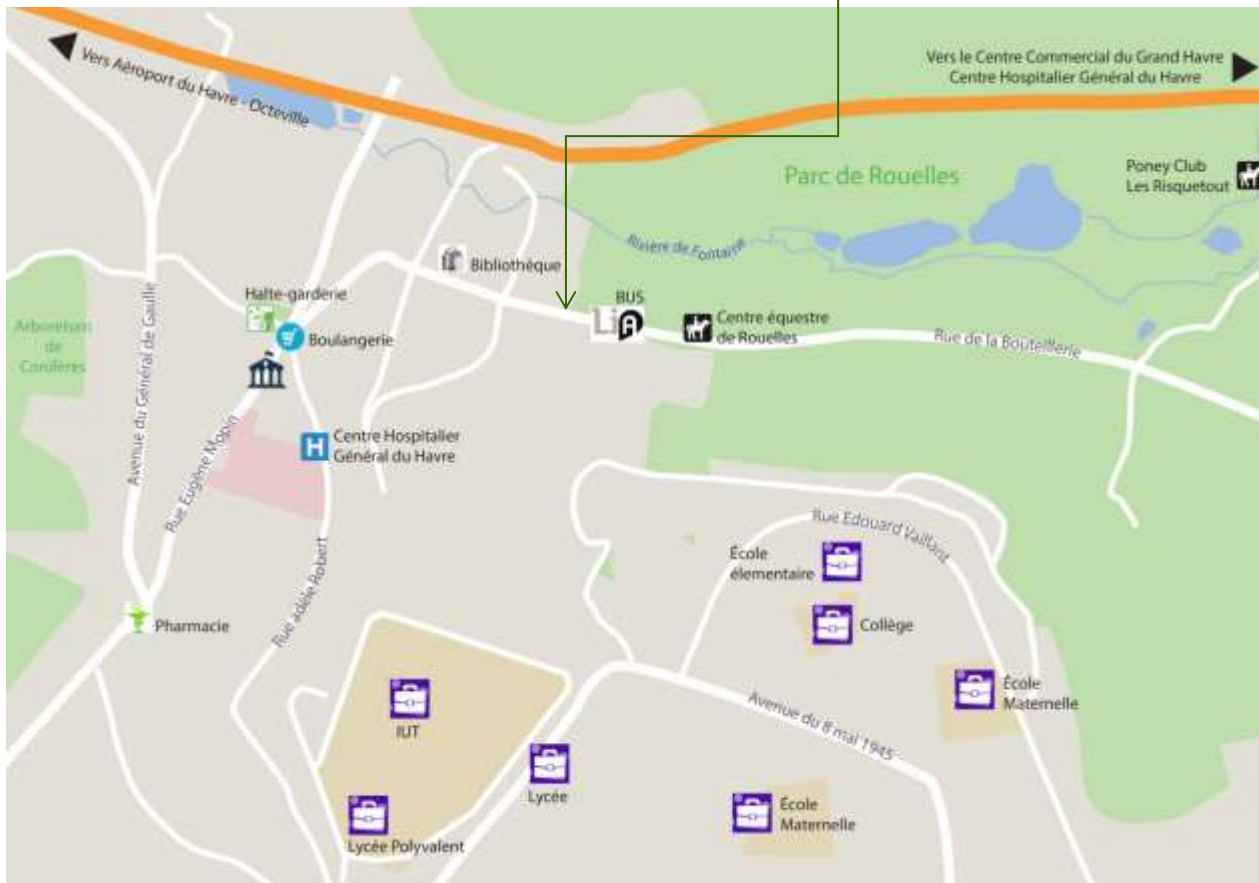 Vers Aéroport du Havre - Octeville
Vers le Centre Commercial du Grand Havre
Centre Hospitalier Général du Havre
Parc de Rouelles
Poney Club
Les Risquetout
Rivière de Fontaine
Bibliothèque
Halte-garderie
BUS
LiA
Centre équestre
de Rouelles
Rue de la Bouteillerie
Arboretum
de
Conifères
Avenue du Général de Gaulle
Boulangerie
Rue Eugène Mopin
H
Centre Hospitalier
Général du Havre
Rue Edouard Vaillant
École
élementaire
Rue adèle Robert
Pharmacie
Collège
École
Maternelle
IUT
Avenue du 8 mai 1945
Lycée
École
Maternelle
Lycée Polyvalent